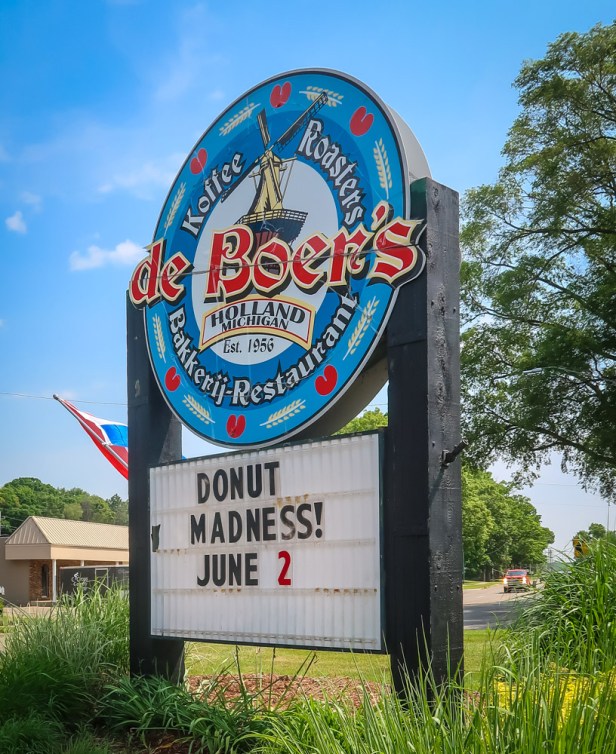 Koffee Roasters
de Boer's
HOLLAND
MICHIGAN
Est. 1956
Bakkerij-Restaurant
DONUT
MADNESS!
JUNE 2